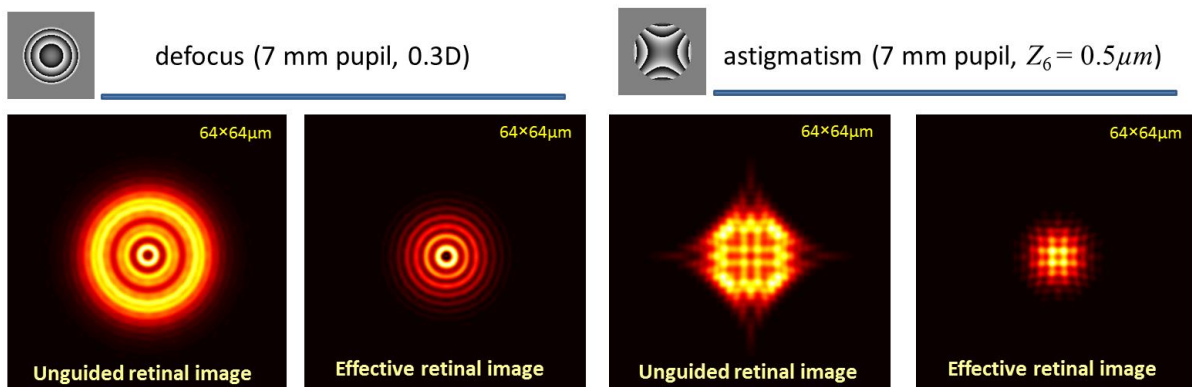 defocus (7 mm pupil, 0.3D)
astigmatism (7 mm pupil, Z₆ = 0.5μm)
64×64μm
64×64μm
64×64μm
64×64μm
Unguided retinal image
Effective retinal image
Unguided retinal image
Effective retinal image